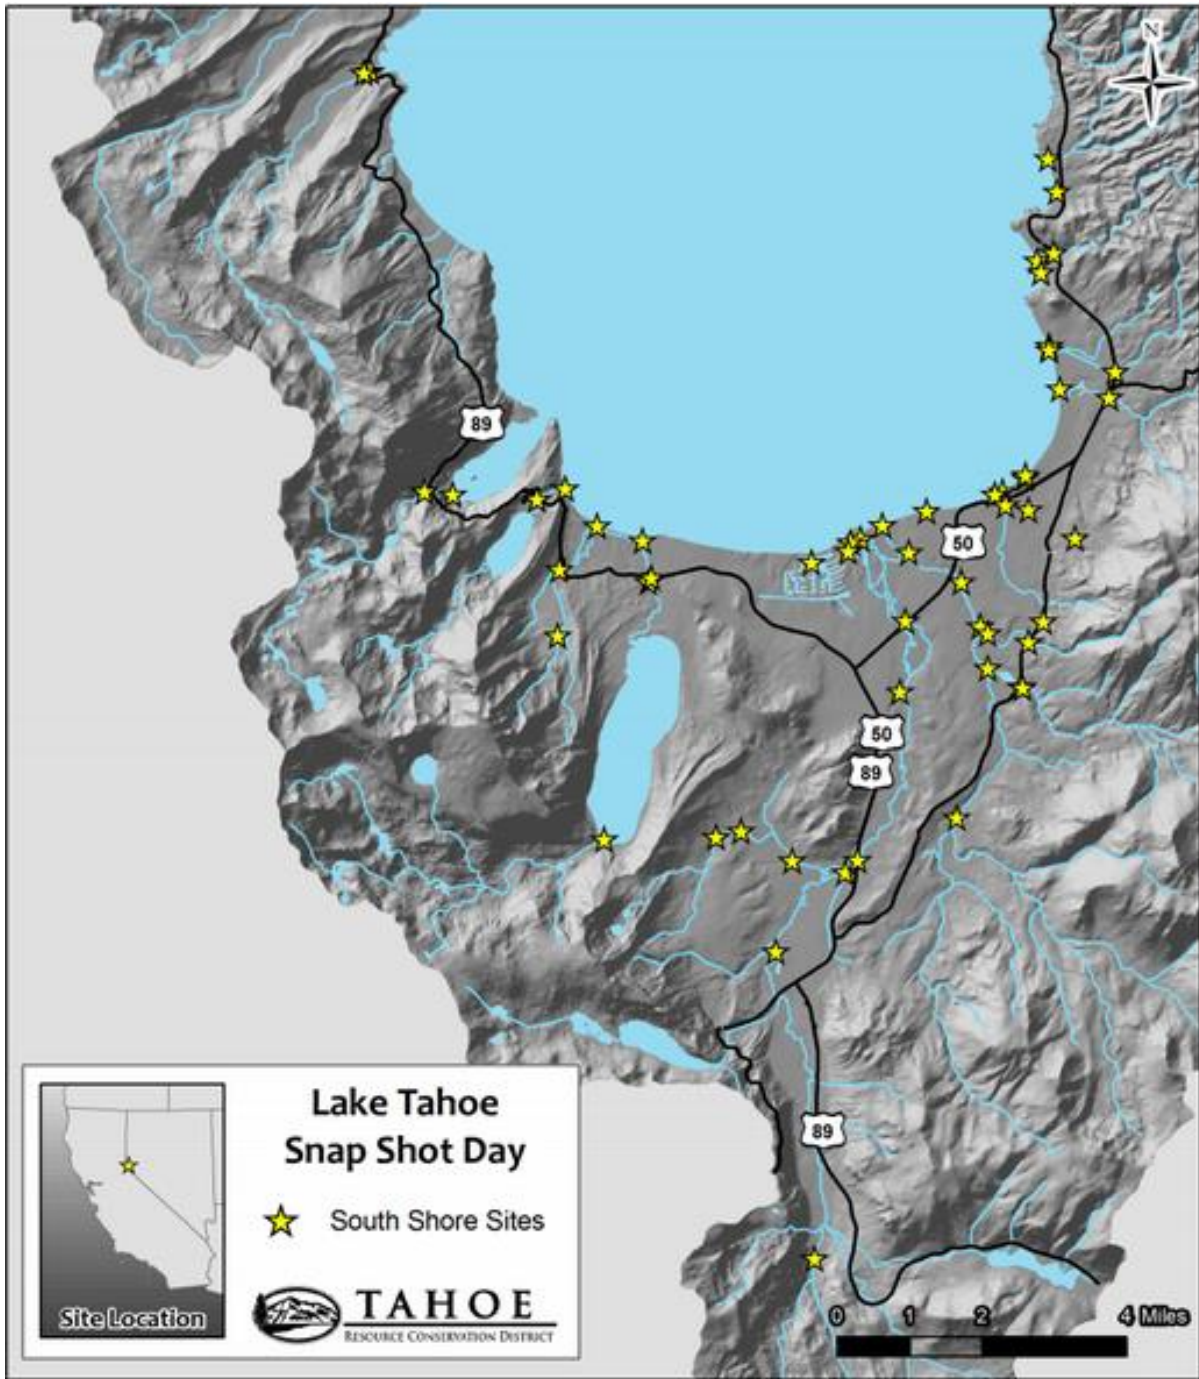 N
89
50
50
89
89
Lake Tahoe
Snap Shot Day
South Shore Sites
Site Location
TAHOE
RESOURCE CONSERVATION DISTRICT
0 1 2 4 Miles